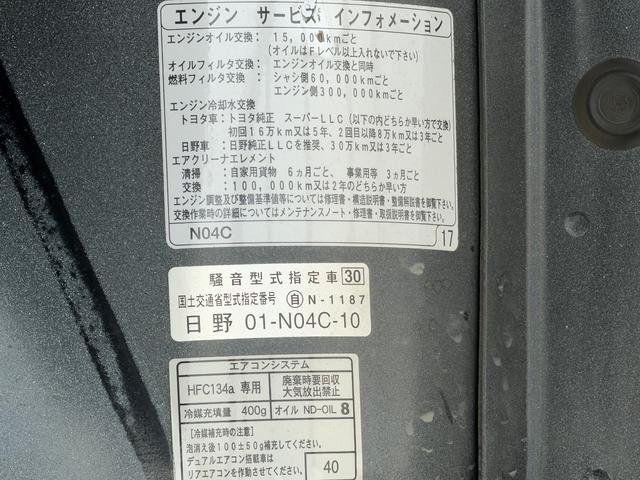 エンジン サービス インフォメーション
エンジンオイル交換： 15,000kmごと
(オイルはFレベル以上入れないで下さい)
オイルフィルタ交換： エンジンオイル交換と同時
燃料フィルタ交換： シャシ側60,000kmごと
エンジン側300,000kmごと
エンジン冷却水交換
トヨタ車：トヨタ純正 スーパーLLC (以下の内どちらか早い方で交換)
初回16万km又は5年、2回目以降8万km又は3年ごと
日野車：日野純正LLCを推奨、30万km又は3年ごと
エアクリーナエレメント
清掃 ：自家用貨物 6ヵ月ごと、 事業用等 3ヵ月ごと
交換 ：100,000km又は2年のどちらか早い方
エンジン調整及び整備基準値等については修理書・構造説明書・整備解説書を御覧下さい。
交換作業時の詳細についてはメンテナンスノート・修理書・取扱説明書を御覧下さい。
N04C 17
騒音型式指定車 30
国土交通省型式指定番号 自 N-1187
日野 01-N04C-10
エアコンシステム
HFC134a 専用 廃棄時要回収 大気放出禁止
冷媒充填量 400g オイル ND-OIL 8
[冷媒補充時の注意]
泡消え後100±50g補充してください。
デュアルエアコン搭載車は
リアエアコンを作動させてください。 40